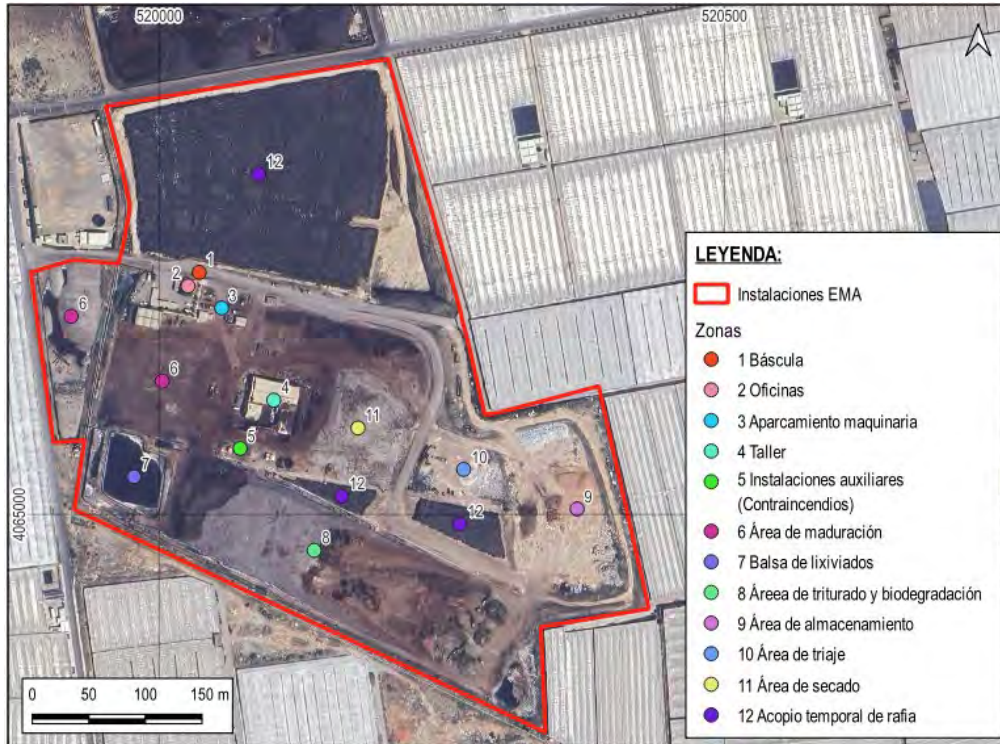 520000
520500
4065000
12
1
2
3
6
6
4
11
5
10
7
12
9
12
8
LEYENDA:
Instalaciones EMA
Zonas
1 Báscula
2 Oficinas
3 Aparcamiento maquinaria
4 Taller
5 Instalaciones auxiliares
(Contraincendios)
6 Área de maduración
7 Balsa de lixiviados
8 Áreea de triturado y biodegradación
9 Área de almacenamiento
10 Área de triaje
11 Área de secado
12 Acopio temporal de rafia
0 50 100 150 m